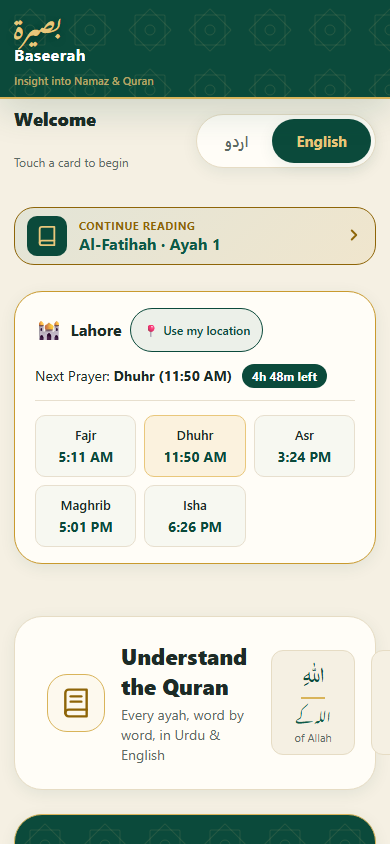 بصيرة
Baseerah
Insight into Namaz & Quran
Welcome
اردو
English
Touch a card to begin
CONTINUE READING
Al-Fatihah · Ayah 1
Lahore
Use my location
Next Prayer: Dhuhr (11:50 AM)
4h 48m left
Fajr
5:11 AM
Dhuhr
11:50 AM
Asr
3:24 PM
Maghrib
5:01 PM
Isha
6:26 PM
Understand
the Quran
Every ayah, word by
word, in Urdu &
English
اللّٰهِ
اللہ کے
of Allah